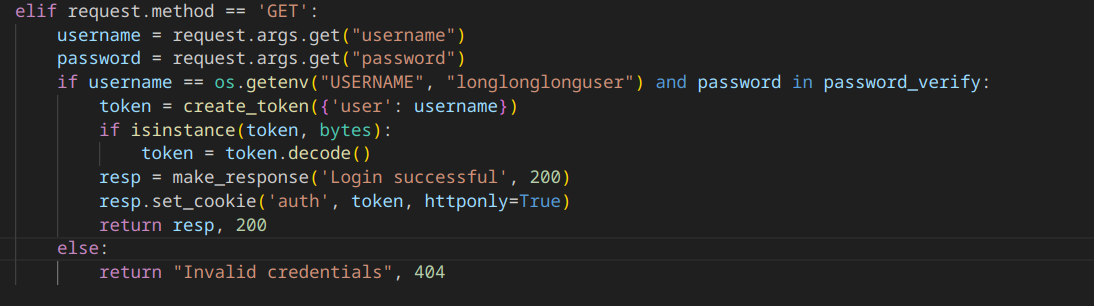 elif request.method == 'GET':
    username = request.args.get("username")
    password = request.args.get("password")
    if username == os.getenv("USERNAME", "longlonglonguser") and password in password_verify:
        token = create_token({'user': username})
        if isinstance(token, bytes):
            token = token.decode()
        resp = make_response('Login successful', 200)
        resp.set_cookie('auth', token, httponly=True)
        return resp, 200
    else:
        return "Invalid credentials", 404